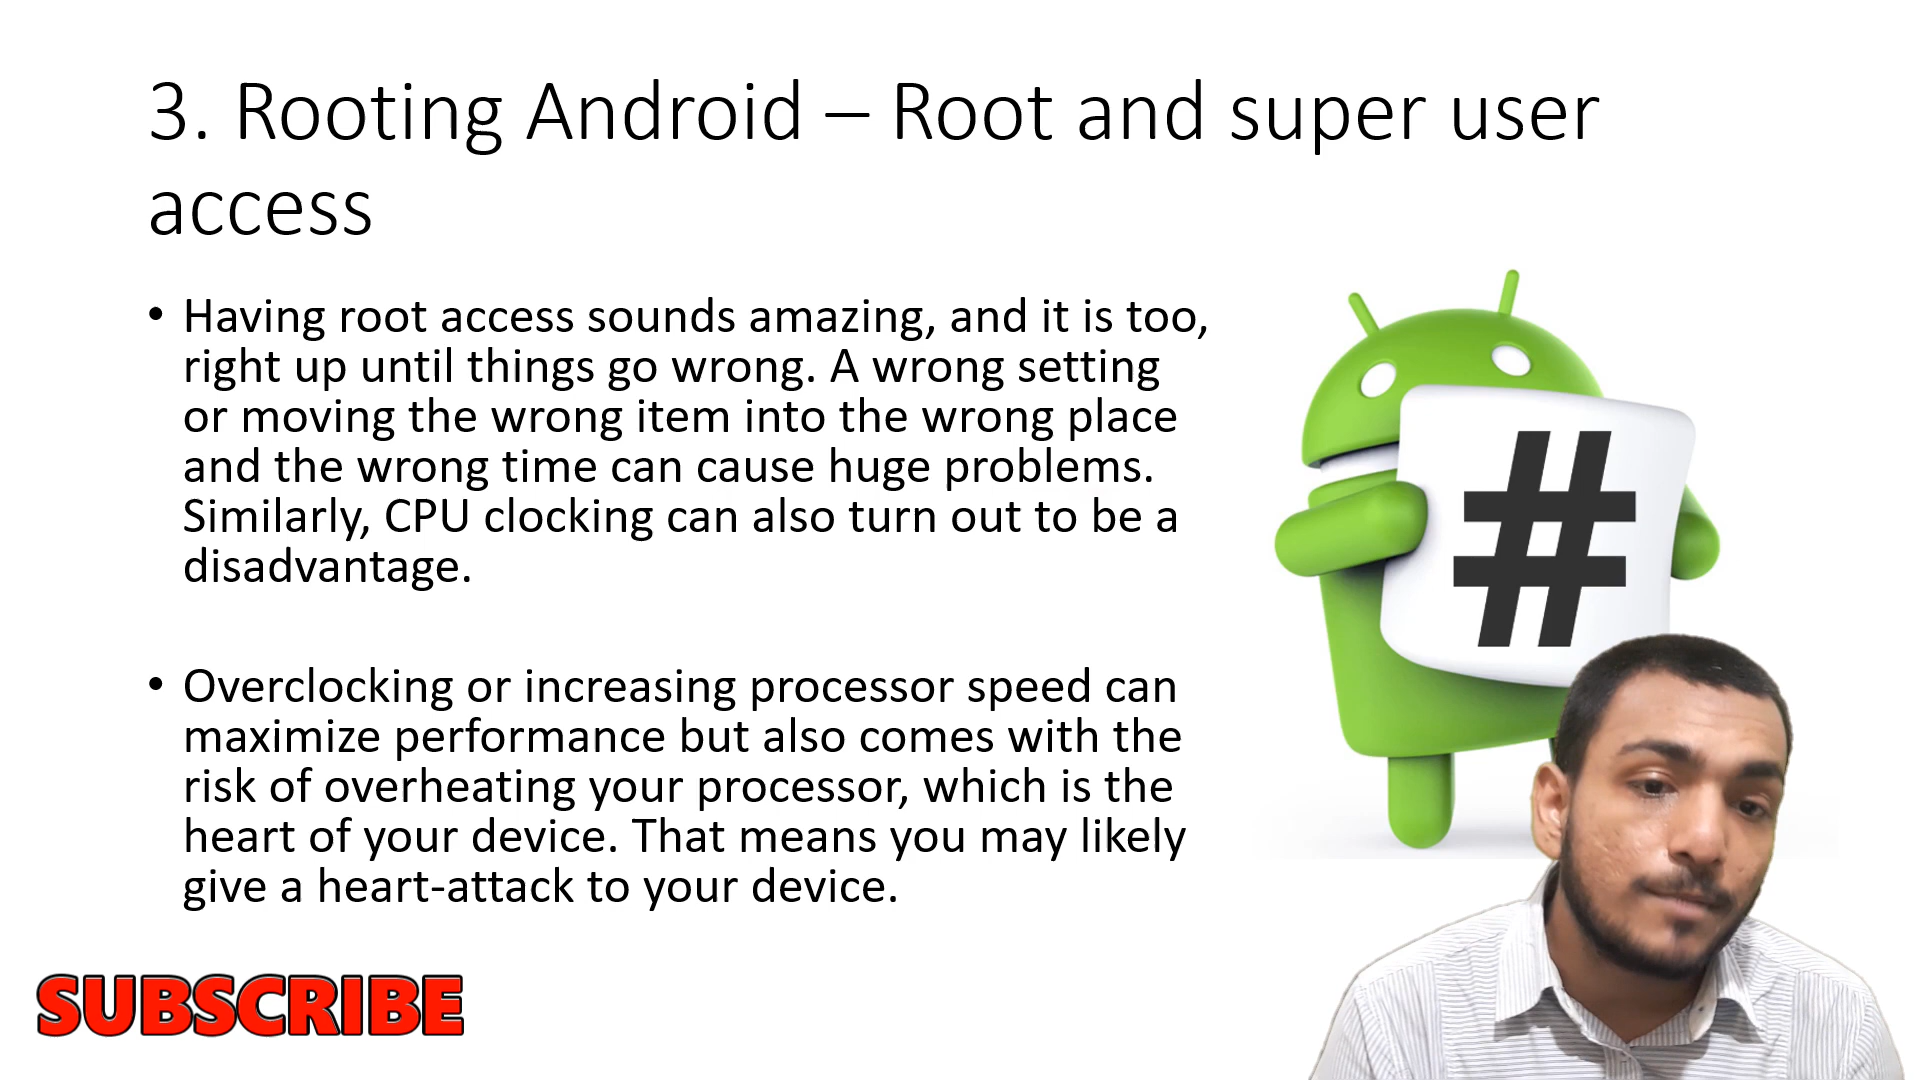 3. Rooting Android – Root and super user
access
• Having root access sounds amazing, and it is too,
right up until things go wrong. A wrong setting
or moving the wrong item into the wrong place
and the wrong time can cause huge problems.
Similarly, CPU clocking can also turn out to be a
disadvantage.
• Overclocking or increasing processor speed can
maximize performance but also comes with the
risk of overheating your processor, which is the
heart of your device. That means you may likely
give a heart-attack to your device.
#
SUBSCRIBE